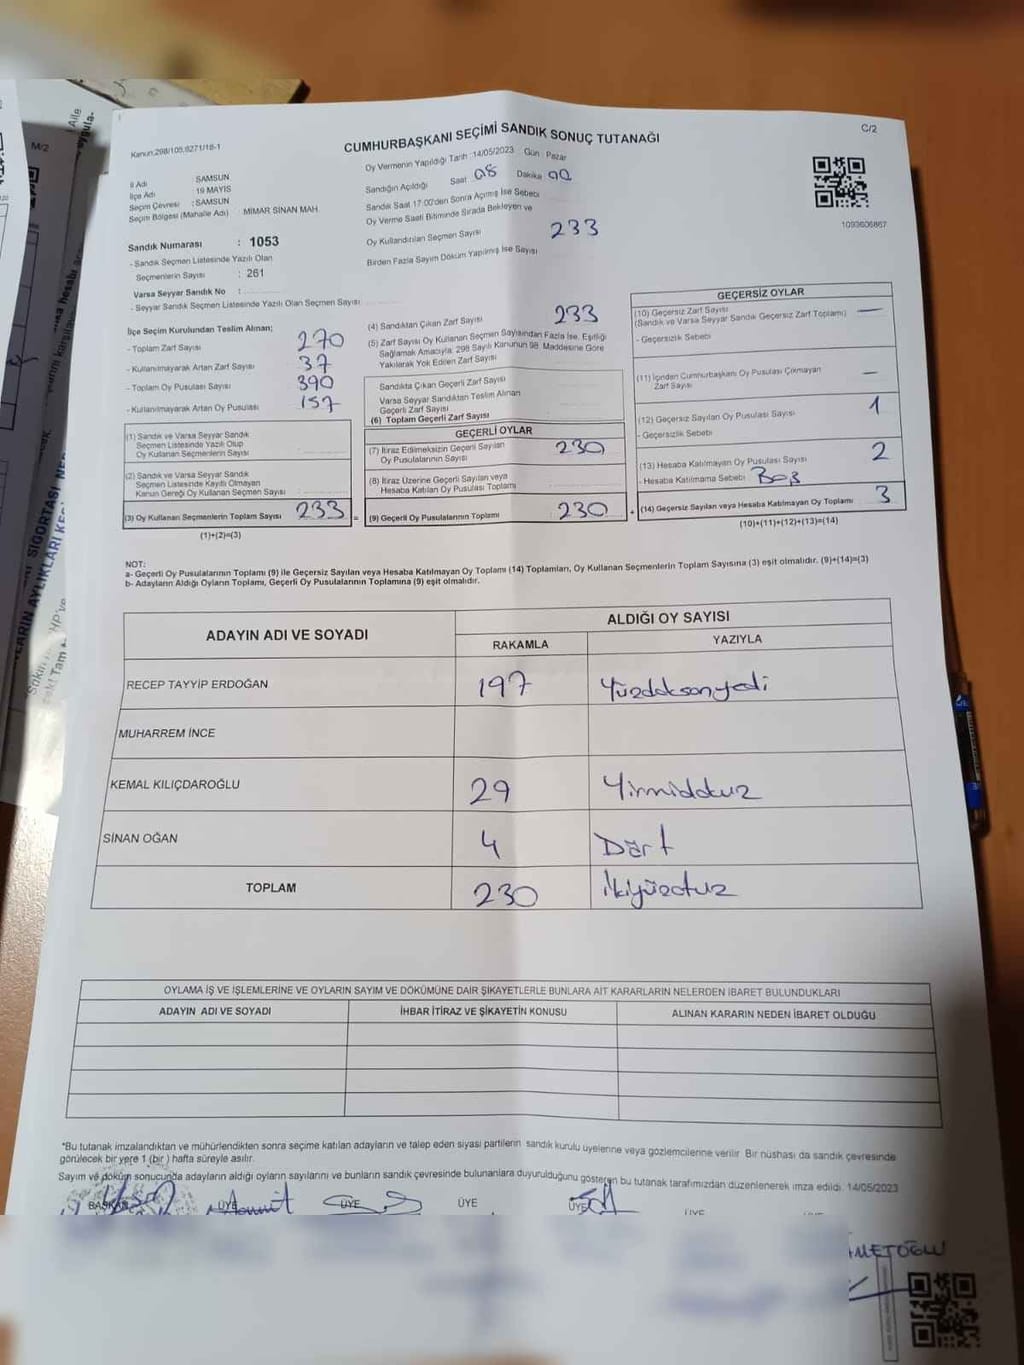 C/2
Kanun.298/105,6271/18-1
CUMHURBAŞKANI SEÇİMİ SANDIK SONUÇ TUTANAĞI
İl Adı : SAMSUN
İlçe Adı : 19 MAYIS
Seçim Çevresi : SAMSUN
Seçim Bölgesi (Mahalle Adı) : MİMAR SİNAN MAH.
Sandık Numarası : 1053
- Sandık Seçmen Listesinde Yazılı Olan
Seçmenlerin Sayısı : 261
Varsa Seyyar Sandık No :
- Seyyar Sandık Seçmen Listesinde Yazılı Olan Seçmen Sayısı
Oy Vermenin Yapıldığı Tarih :14/05/2023 Gün : Pazar
Sandığın Açıldığı Saat 08 Dakika 00
Sandık Saat 17:00'den Sonra Açılmış İse Sebebi
Oy Verme Saati Bitiminde Sırada Bekleyen ve
Oy Kullandırılan Seçmen Sayısı 233
Birden Fazla Sayım Döküm Yapılmış İse Sayısı
1093606867
İlçe Seçim Kurulundan Teslim Alınan;
- Toplam Zarf Sayısı 270
- Kullanılmayarak Artan Zarf Sayısı 37
- Toplam Oy Pusulası Sayısı 390
- Kullanılmayarak Artan Oy Pusulası 157
(1) Sandık ve Varsa Seyyar Sandık
Seçmen Listesinde Yazılı Olup
Oy Kullanan Seçmenlerin Sayısı
(2) Sandık ve Varsa Seyyar Sandık
Seçmen Listesinde Kayıtlı Olmayan
Kanun Gereği Oy Kullanan Seçmen Sayısı
(3) Oy Kullanan Seçmenlerin Toplam Sayısı 233 =
(1)+(2)=(3)
(4) Sandıktan Çıkan Zarf Sayısı 233
(5) Zarf Sayısı Oy Kullanan Seçmen Sayısından Fazla İse, Eşitliği
Sağlamak Amacıyla; 298 Sayılı Kanunun 98. Maddesine Göre
Yakılarak Yok Edilen Zarf Sayısı
Sandıkta Çıkan Geçerli Zarf Sayısı
Varsa Seyyar Sandıktan Teslim Alınan
Geçerli Zarf Sayısı
(6) Toplam Geçerli Zarf Sayısı
GEÇERLİ OYLAR
(7) İtiraz Edilmeksizin Geçerli Sayılan
Oy Pusulalarının Sayısı 230
(8) İtiraz Üzerine Geçerli Sayılan veya
Hesaba Katılan Oy Pusulası Toplamı
(9) Geçerli Oy Pusulalarının Toplamı 230 +
GEÇERSİZ OYLAR
(10) Geçersiz Zarf Sayısı —
(Sandık ve Varsa Seyyar Sandık Geçersiz Zarf Toplamı)
- Geçersizlik Sebebi
(11) İçinden Cumhurbaşkanı Oy Pusulası Çıkmayan
Zarf Sayısı —
(12) Geçersiz Sayılan Oy Pusulası Sayısı 1
- Geçersizlik Sebebi
(13) Hesaba Katılmayan Oy Pusulası Sayısı 2
- Hesaba Katılmama Sebebi Boş
(14) Geçersiz Sayılan veya Hesaba Katılmayan Oy Toplamı 3
(10)+(11)+(12)+(13)=(14)
NOT:
a- Geçerli Oy Pusulalarının Toplamı (9) ile Geçersiz Sayılan veya Hesaba Katılmayan Oy Toplamı (14) Toplamları, Oy Kullanan Seçmenlerin Toplam Sayısına (3) eşit olmalıdır. (9)+(14)=(3)
b- Adayların Aldığı Oyların Toplamı, Geçerli Oy Pusulalarının Toplamına (9) eşit olmalıdır.
ADAYIN ADI VE SOYADI
ALDIĞI OY SAYISI
RAKAMLA YAZIYLA
RECEP TAYYİP ERDOĞAN 197 Yüzdoksanyedi
MUHARREM İNCE
KEMAL KILIÇDAROĞLU 29 Yirmidokuz
SİNAN OĞAN 4 Dört
TOPLAM 230 İkiyüzotuz
OYLAMA İŞ VE İŞLEMLERİNE VE OYLARIN SAYIM VE DÖKÜMÜNE DAİR ŞİKAYETLERLE BUNLARA AİT KARARLARIN NELERDEN İBARET BULUNDUKLARI
ADAYIN ADI VE SOYADI İHBAR İTİRAZ VE ŞİKAYETİN KONUSU ALINAN KARARIN NEDEN İBARET OLDUĞU
*Bu tutanak imzalandıktan ve mühürlendikten sonra seçime katılan adayların ve talep eden siyasi partilerin sandık kurulu üyelerine veya gözlemcilerine verilir. Bir nüshası da sandık çevresinde
görülecek bir yere 1 (bir ) hafta süreyle asılır.
Sayım ve döküm sonucunda adayların aldığı oyların sayılarını ve bunların sandık çevresinde bulunanlara duyurulduğunu gösteren bu tutanak tarafımızdan düzenlenerek imza edildi. 14/05/2023
BAŞKAN ÜYE ÜYE ÜYE ÜYE
M/2